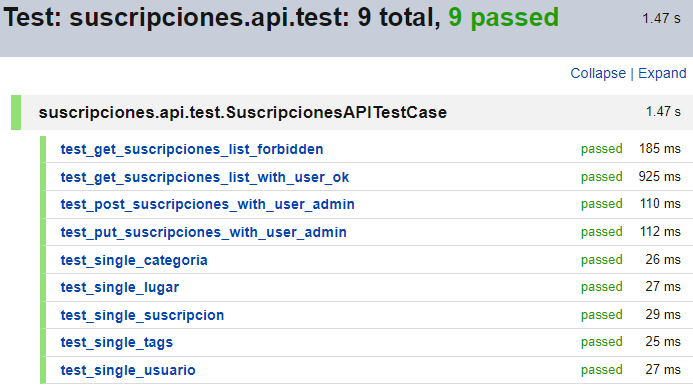 Test: suscripciones.api.test: 9 total, 9 passed 1.47 s
Collapse | Expand
suscripciones.api.test.SuscripcionesAPITestCase 1.47 s
test_get_suscripciones_list_forbidden passed 185 ms
test_get_suscripciones_list_with_user_ok passed 925 ms
test_post_suscripciones_with_user_admin passed 110 ms
test_put_suscripciones_with_user_admin passed 112 ms
test_single_categoria passed 26 ms
test_single_lugar passed 27 ms
test_single_suscripcion passed 29 ms
test_single_tags passed 25 ms
test_single_usuario passed 27 ms